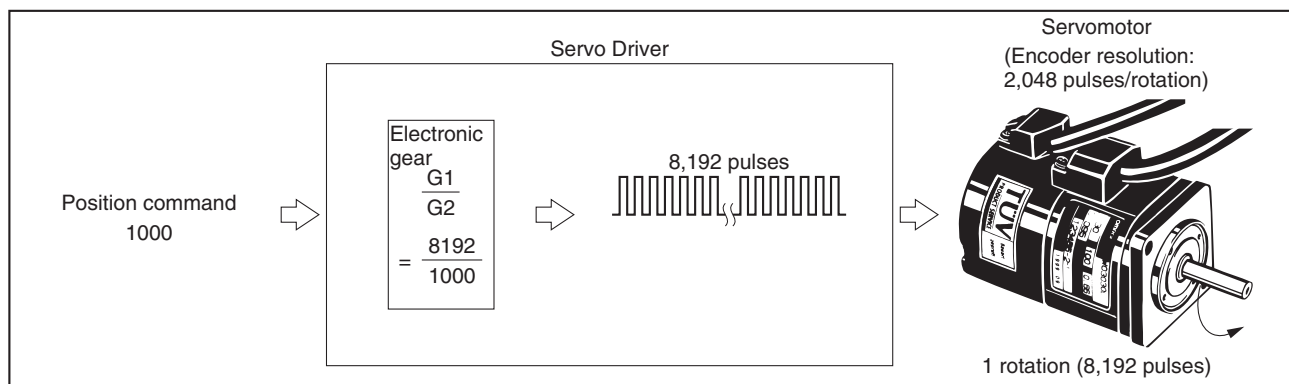 Servomotor
(Encoder resolution:
2,048 pulses/rotation)
Servo Driver
Electronic
gear
G1
G2
= 8192
1000
8,192 pulses
Position command
1000
TÜV
1 rotation (8,192 pulses)